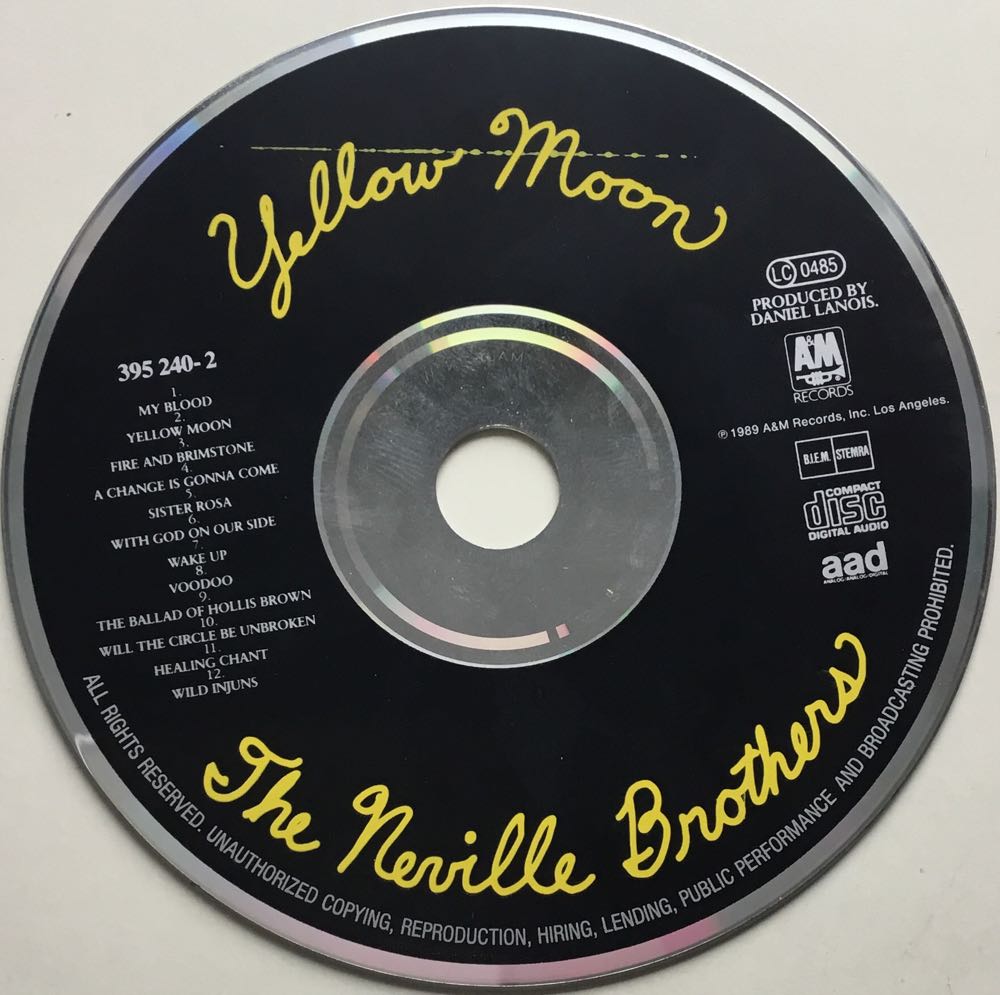 Yellow Moon
LC 0485
PRODUCED BY
DANIEL LANOIS.
A&M
RECORDS
℗ 1989 A&M Records, Inc. Los Angeles.
B.I.E.M. STEMRA
COMPACT
disc
DIGITAL AUDIO
aad
ANALOG/ANALOG/DIGITAL
395 240-2
1.
MY BLOOD
2.
YELLOW MOON
3.
FIRE AND BRIMSTONE
4.
A CHANGE IS GONNA COME
5.
SISTER ROSA
6.
WITH GOD ON OUR SIDE
7.
WAKE UP
8.
VOODOO
9.
THE BALLAD OF HOLLIS BROWN
10.
WILL THE CIRCLE BE UNBROKEN
11.
HEALING CHANT
12.
WILD INJUNS
The Neville Brothers
ALL RIGHTS RESERVED. UNAUTHORIZED COPYING, REPRODUCTION, HIRING, LENDING, PUBLIC PERFORMANCE AND BROADCASTING PROHIBITED.